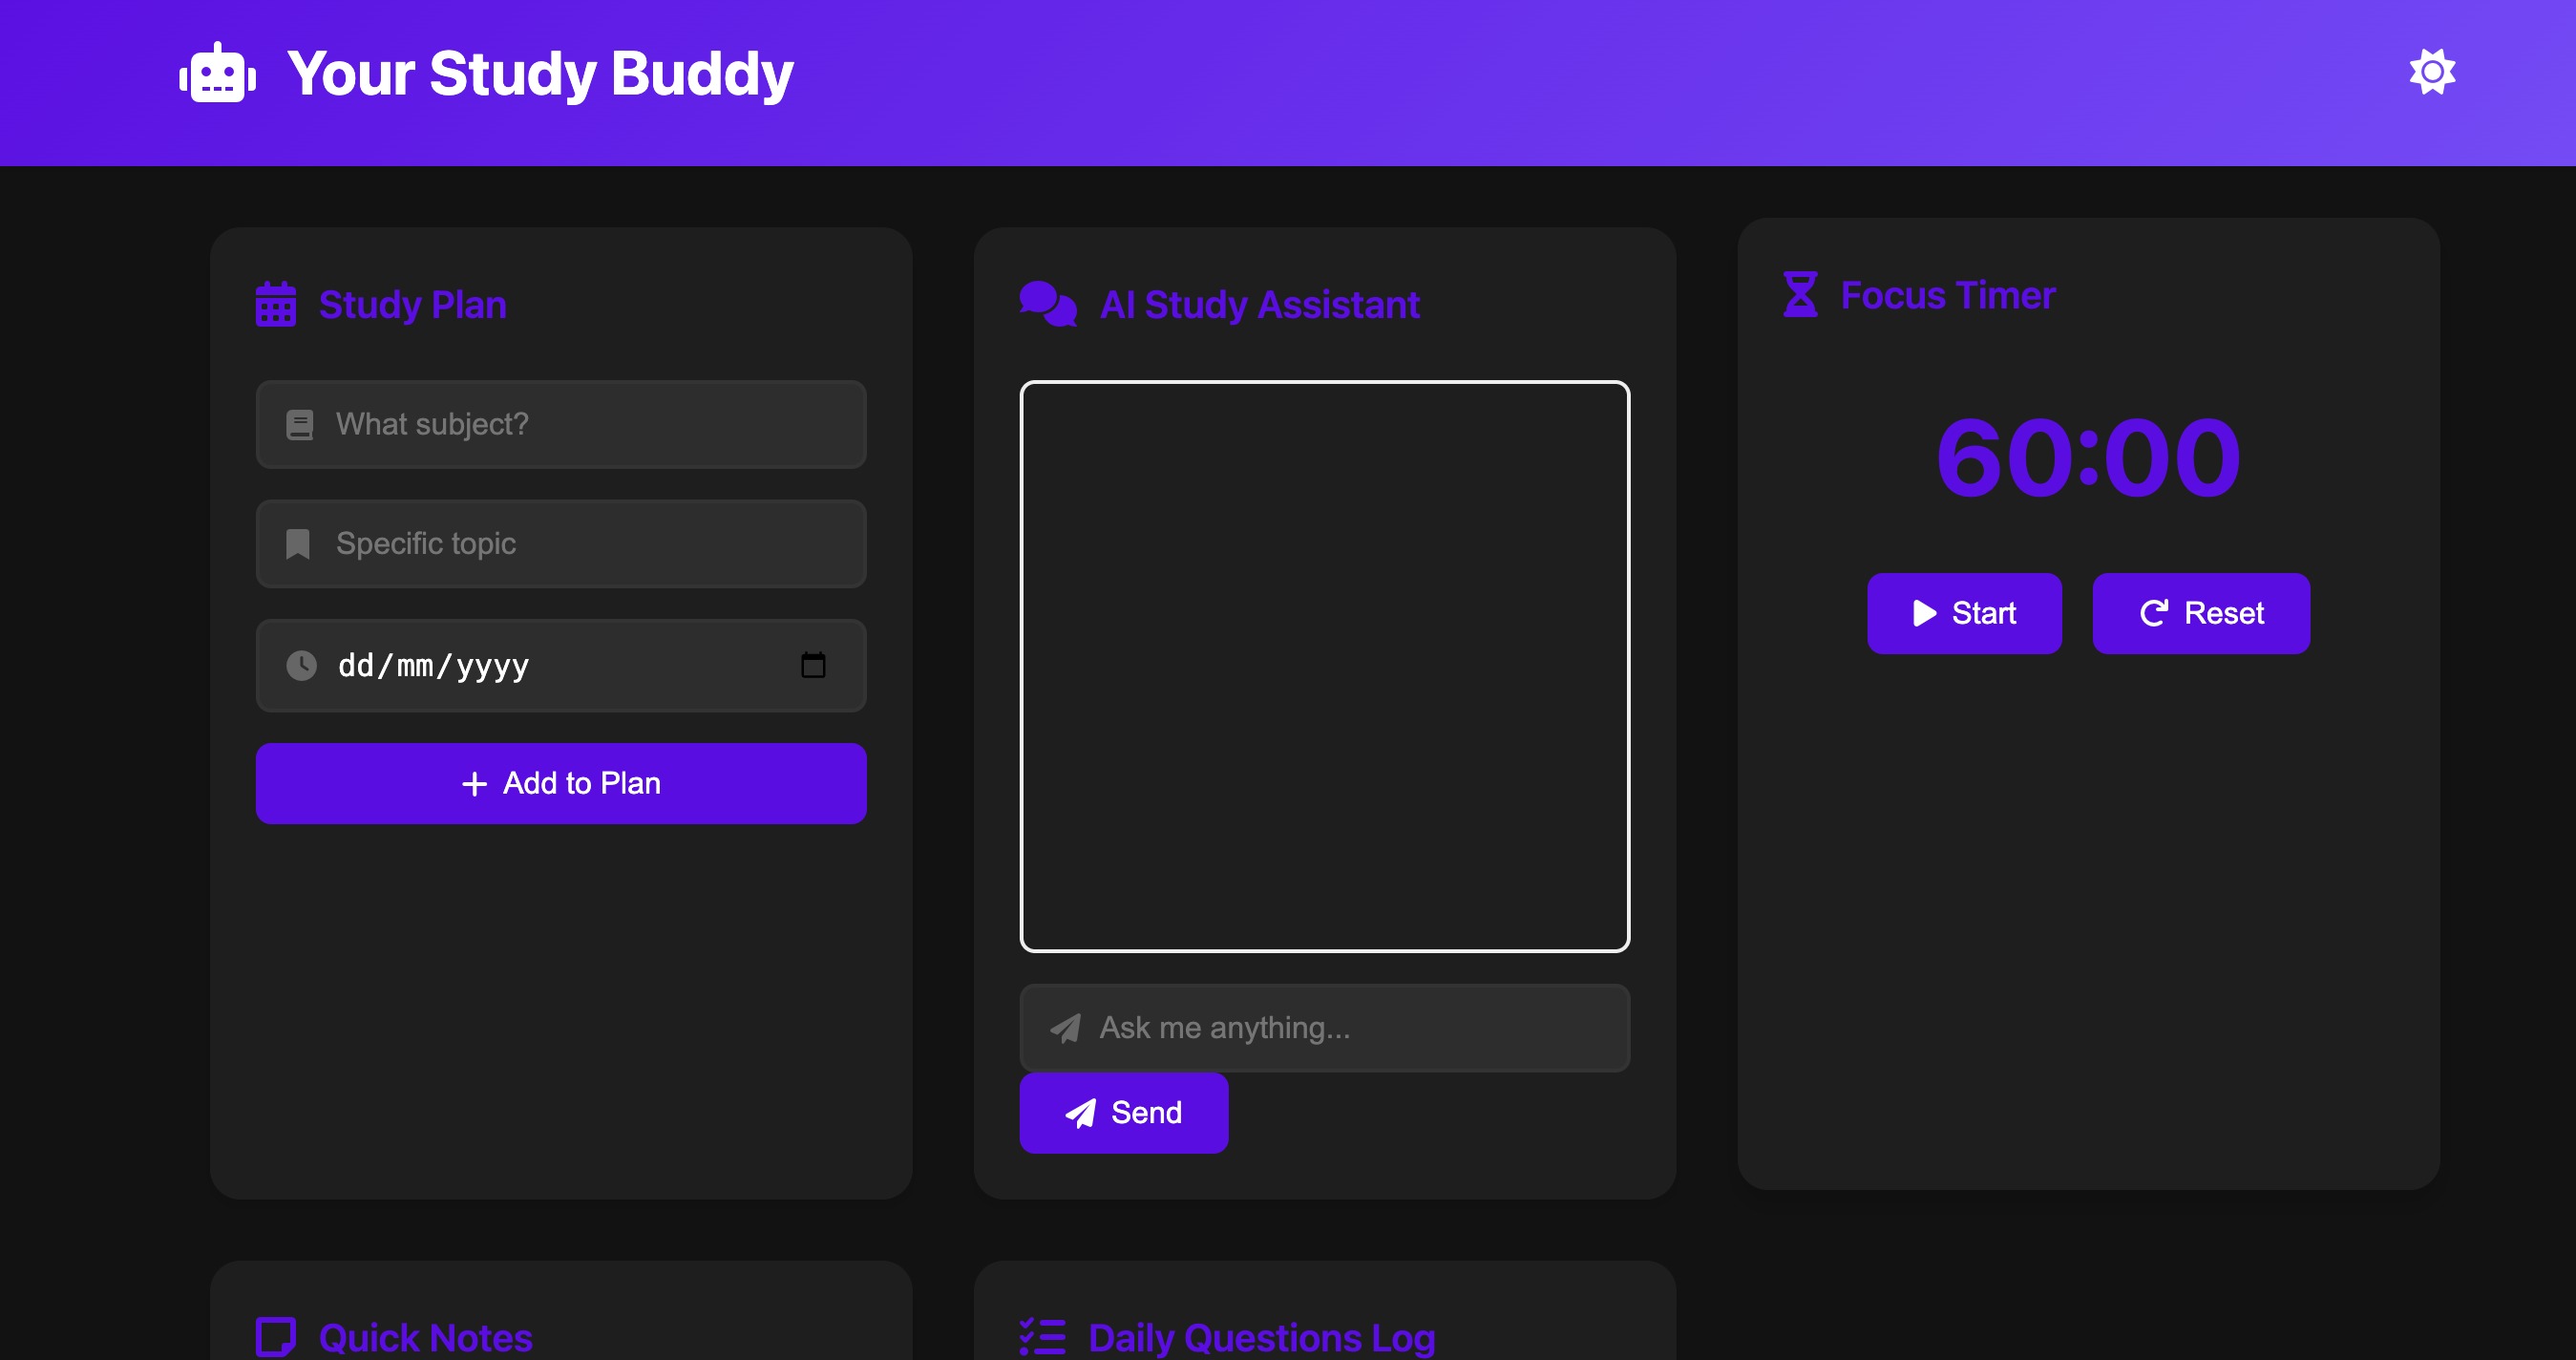 Your Study Buddy
Study Plan
What subject?
Specific topic
dd/mm/yyyy
Add to Plan
AI Study Assistant
Ask me anything...
Send
Focus Timer
60:00
Start
Reset
Quick Notes
Daily Questions Log